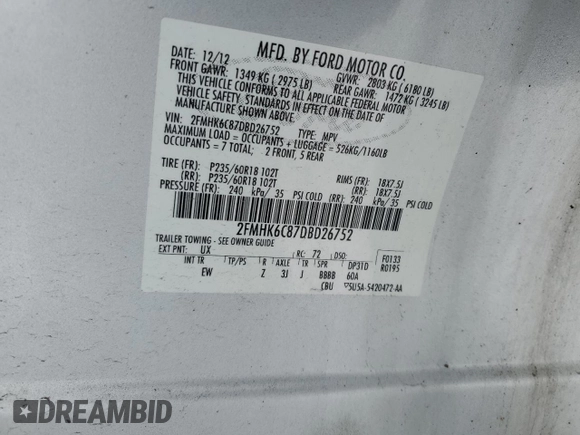 DATE: 12/12 MFD. BY FORD MOTOR CO.
FRONT GAWR: 1349 KG ( 2975 LB) GVWR: 2803 KG ( 6180 LB)
REAR GAWR: 1472 KG ( 3245 LB)
THIS VEHICLE CONFORMS TO ALL APPLICABLE FEDERAL MOTOR
VEHICLE SAFETY STANDARDS IN EFFECT ON THE DATE OF
MANUFACTURE SHOWN ABOVE.
VIN: 2FMHK6C87DBD26752 TYPE: MPV
MAXIMUM LOAD = OCCUPANTS + LUGGAGE = 526KG/1160LB
OCCUPANTS = 7 TOTAL; 2 FRONT, 5 REAR
TIRE (FR): P235/60R18 102T RIMS (FR): 18X7.5J
(R): P235/60R18 102T (R): 18X7.5J
PRESSURE (FR): 240 kPa/ 35 PSI COLD (R): 240 kPa/ 35 PSI COLD
2FMHK6C87DBD26752
TRAILER TOWING - SEE OWNER GUIDE
EXT PNT: UX RC: 72 DSO: F0133
R0195
INT TR TP/PS R AXLE TR SPR DP31D
EW Z 3J J BBBB 60A
CBU 5U5A-5420472-AA
DREAMBID